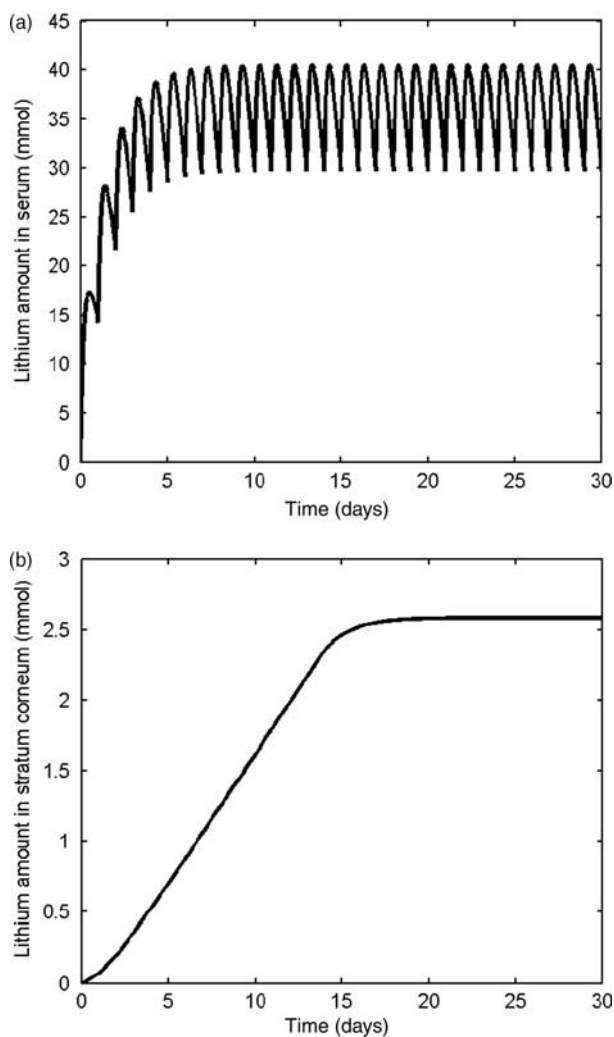 (a)
Lithium amount in serum (mmol)
45
40
35
30
25
20
15
10
5
0
0 5 10 15 20 25 30
Time (days)
(b)
Lithium amount in stratum corneum (mmol)
3
2.5
2
1.5
1
0.5
0
0 5 10 15 20 25 30
Time (days)